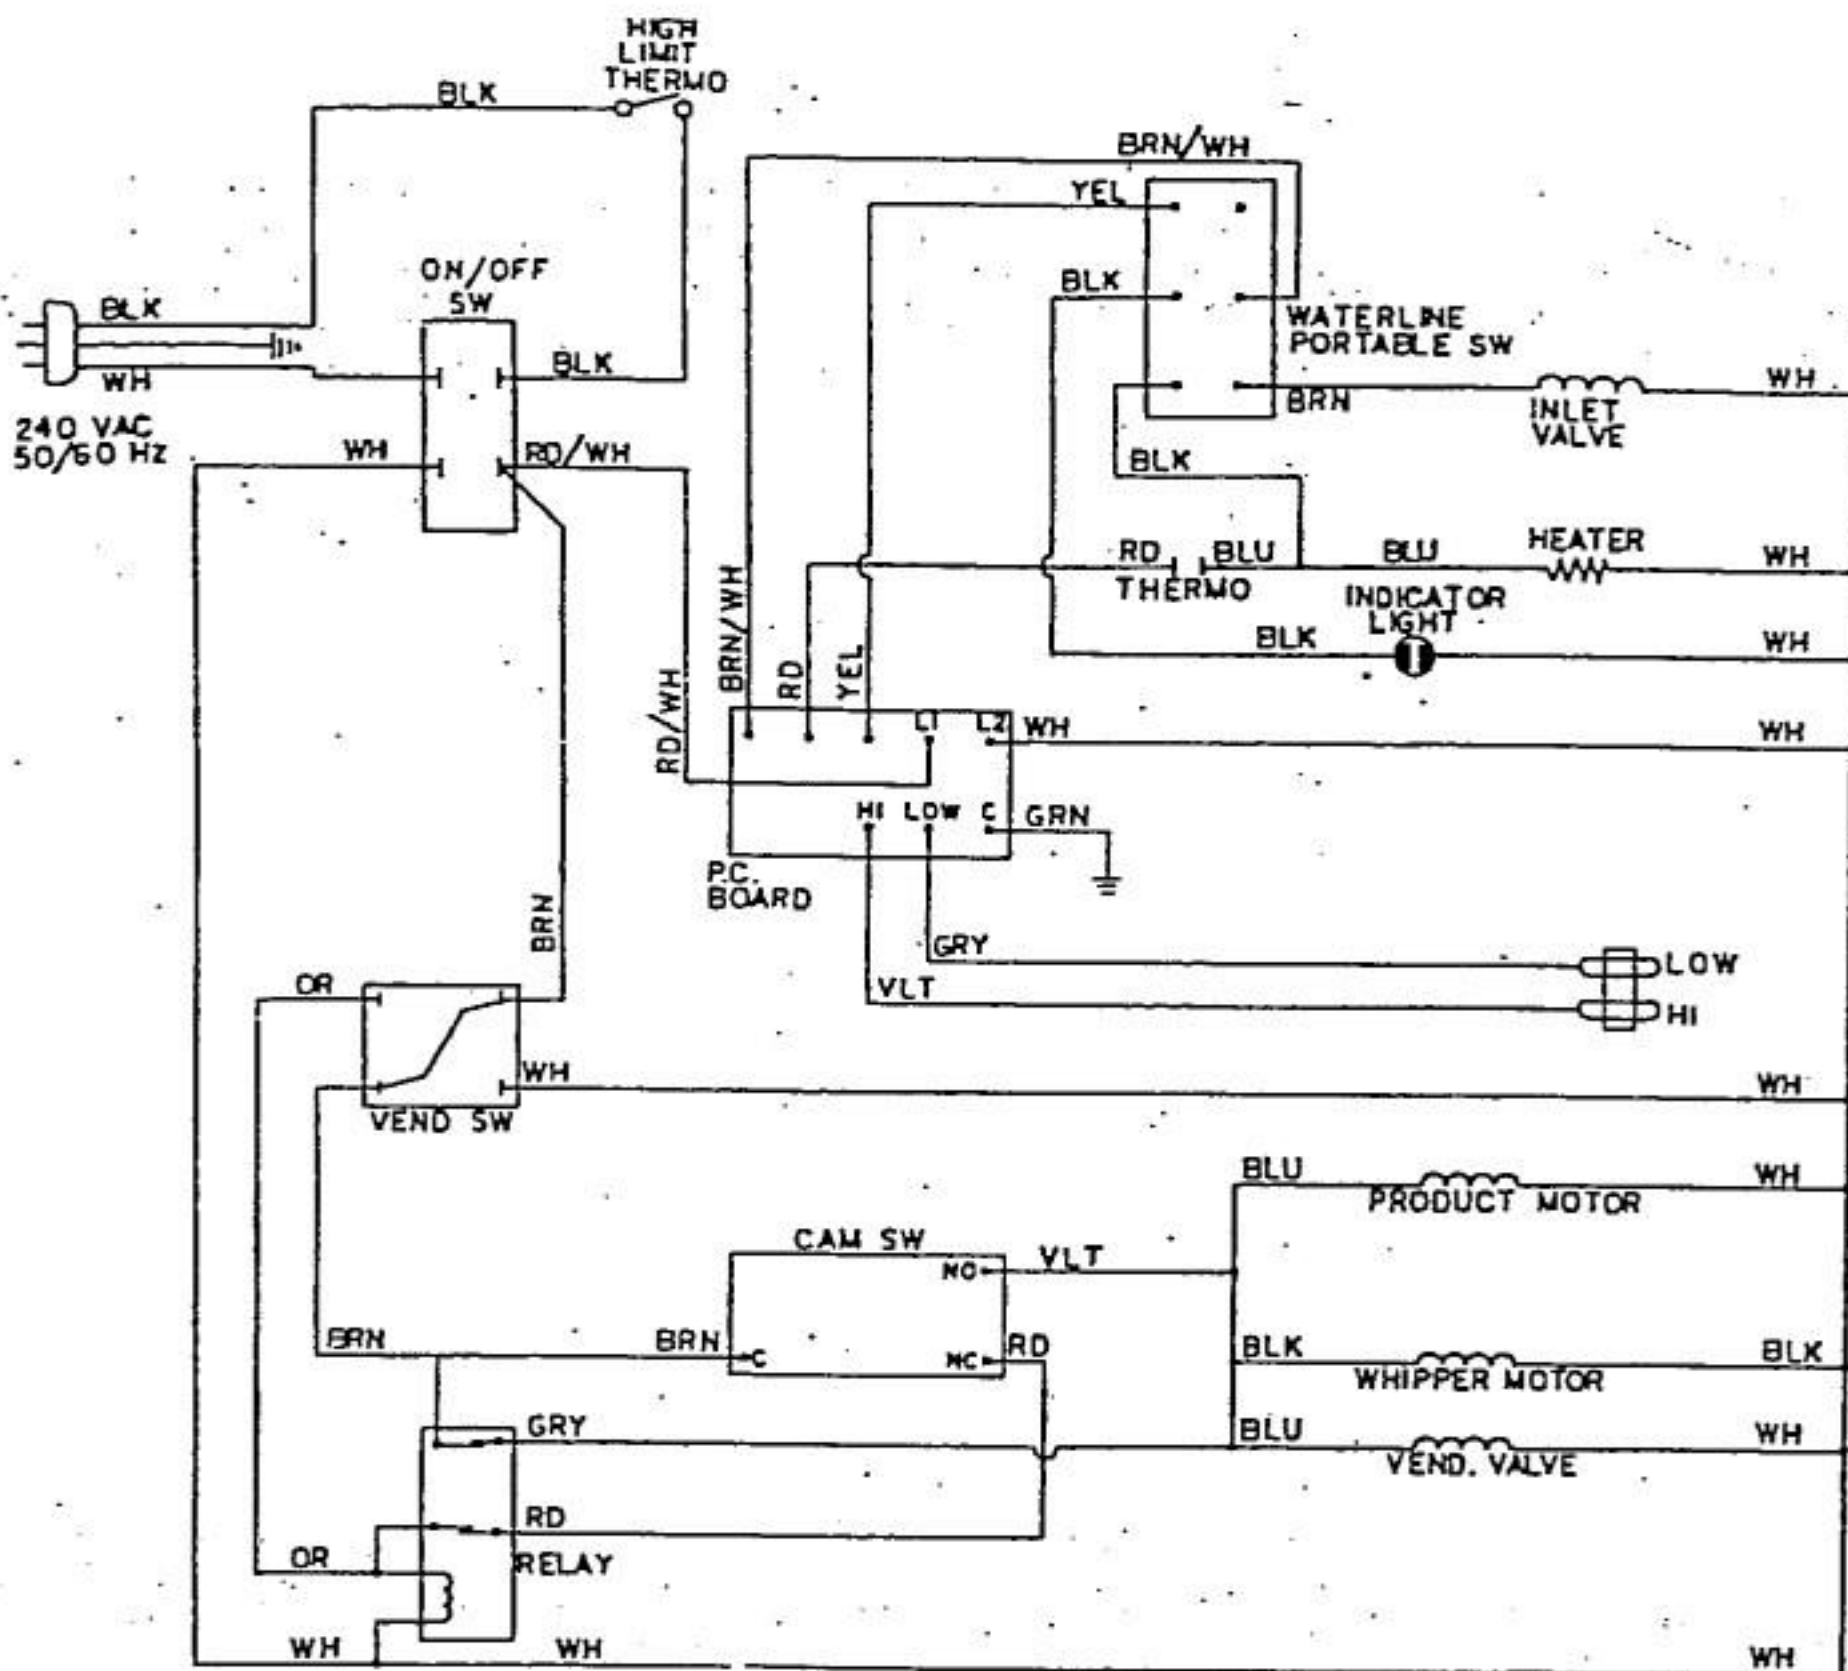 HIGH
LIMIT
THERMO
BLK
BRN/WH
YEL
ON/OFF
SW
BLK
BLK
WATERLINE
PORTABLE SW
BLK
WH
WH
BRN
INLET
VALVE
240 VAC
50/60 HZ
WH
RD/WH
BLK
RD
BLU
BLU
HEATER
WH
THERMO
INDICATOR
LIGHT
BLK
WH
BRN/WH
RD
YEL
RD/WH
L1
L2
WH
WH
HI LOW C
GRN
P.C.
BOARD
BRN
GRY
LOW
VLT
HI
OR
WH
WH
VEND SW
BLU
WH
PRODUCT MOTOR
CAM SW
NO
VLT
BRN
BRN
C
NC
RD
BLK
BLK
WHIPPER MOTOR
GRY
BLU
WH
VEND. VALVE
RD
OR
RELAY
WH
WH
WH